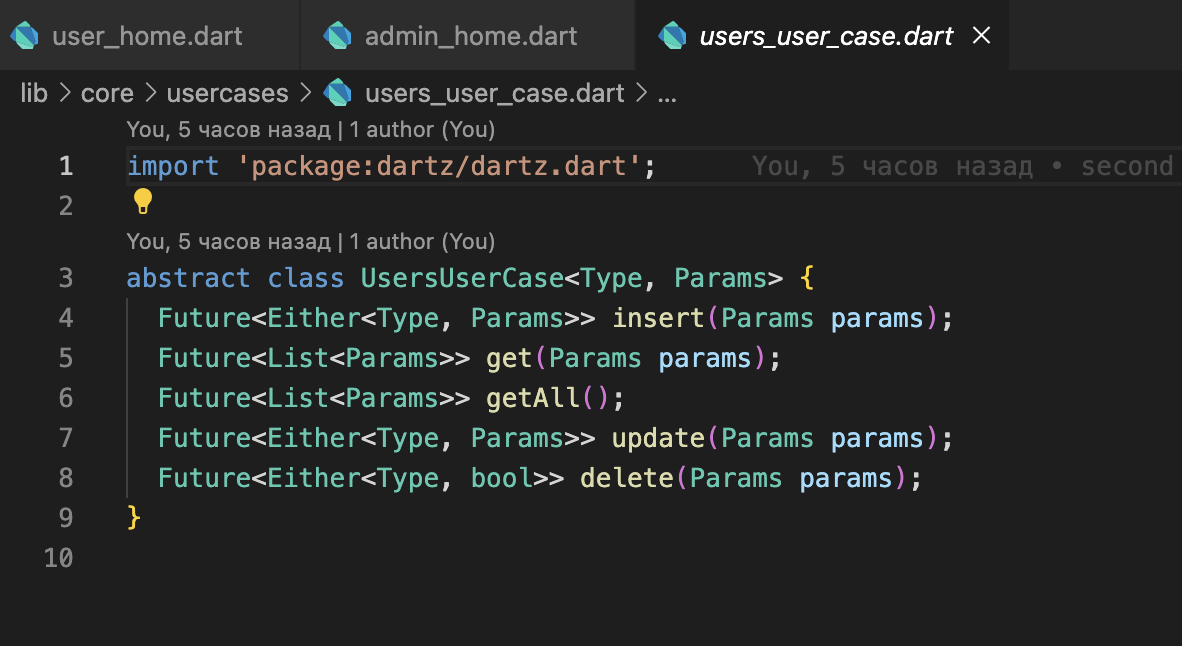 user_home.dart admin_home.dart users_user_case.dart ×
lib > core > usercases > users_user_case.dart > ...
You, 5 часов назад | 1 author (You)
1 import 'package:dartz/dartz.dart'; You, 5 часов назад • second
2
You, 5 часов назад | 1 author (You)
3 abstract class UsersUserCase<Type, Params> {
4 Future<Either<Type, Params>> insert(Params params);
5 Future<List<Params>> get(Params params);
6 Future<List<Params>> getAll();
7 Future<Either<Type, Params>> update(Params params);
8 Future<Either<Type, bool>> delete(Params params);
9 }
10